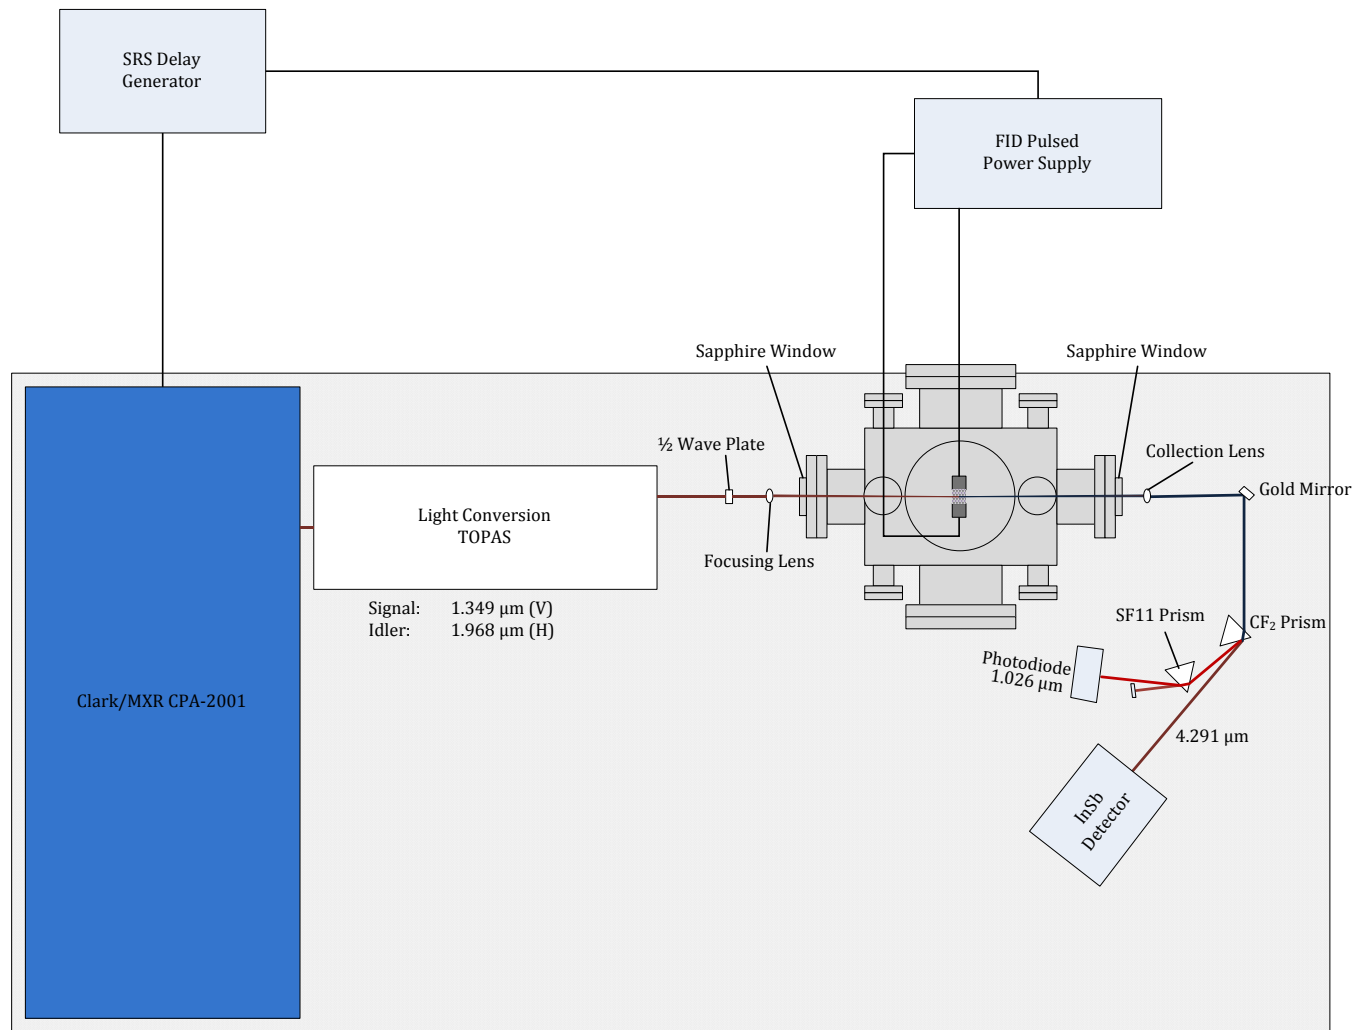 SRS Delay
Generator
FID Pulsed
Power Supply
Sapphire Window
Sapphire Window
½ Wave Plate
Collection Lens
Gold Mirror
Light Conversion
TOPAS
Focusing Lens
Signal: 1.349 µm (V)
Idler: 1.968 µm (H)
SF11 Prism
CF₂ Prism
Photodiode
1.026 µm
Clark/MXR CPA-2001
4.291 µm
InSb
Detector